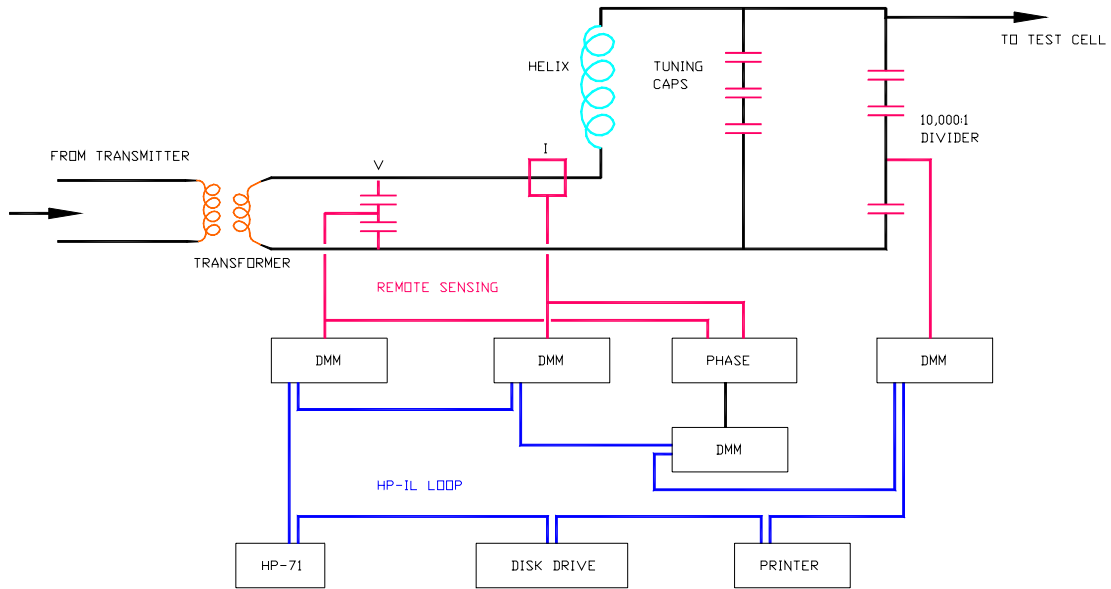 TO TEST CELL
HELIX
TUNING
CAPS
10,000:1
DIVIDER
FROM TRANSMITTER
V
I
TRANSFORMER
REMOTE SENSING
DMM
DMM
PHASE
DMM
DMM
HP-IL LOOP
HP-71
DISK DRIVE
PRINTER